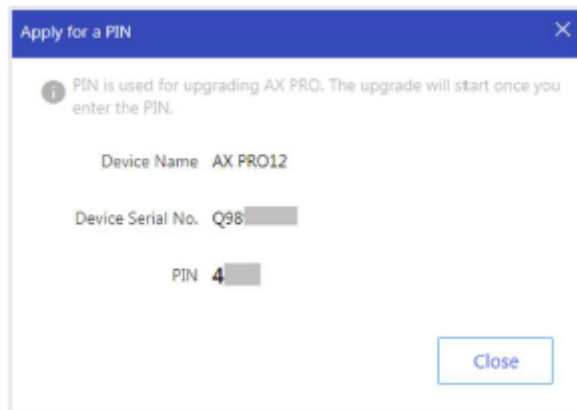 Apply for a PIN
PIN is used for upgrading AX PRO. The upgrade will start once you
enter the PIN.
Device Name AX PRO12
Device Serial No. Q98
PIN 4
Close